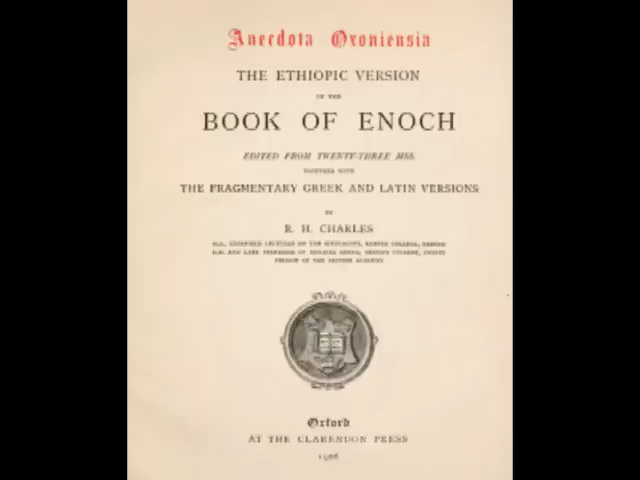 Anecdota Oxoniensia
THE ETHIOPIC VERSION
OF THE
BOOK OF ENOCH
EDITED FROM TWENTY-THREE MSS.
TOGETHER WITH
THE FRAGMENTARY GREEK AND LATIN VERSIONS
BY
R. H. CHARLES
Oxford
AT THE CLARENDON PRESS
1906